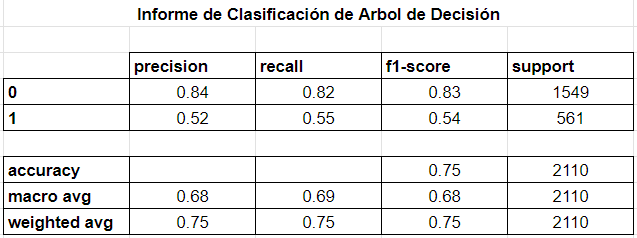 Informe de Clasificación de Arbol de Decisión
precision recall f1-score support
0 0.84 0.82 0.83 1549
1 0.52 0.55 0.54 561
accuracy 0.75 2110
macro avg 0.68 0.69 0.68 2110
weighted avg 0.75 0.75 0.75 2110